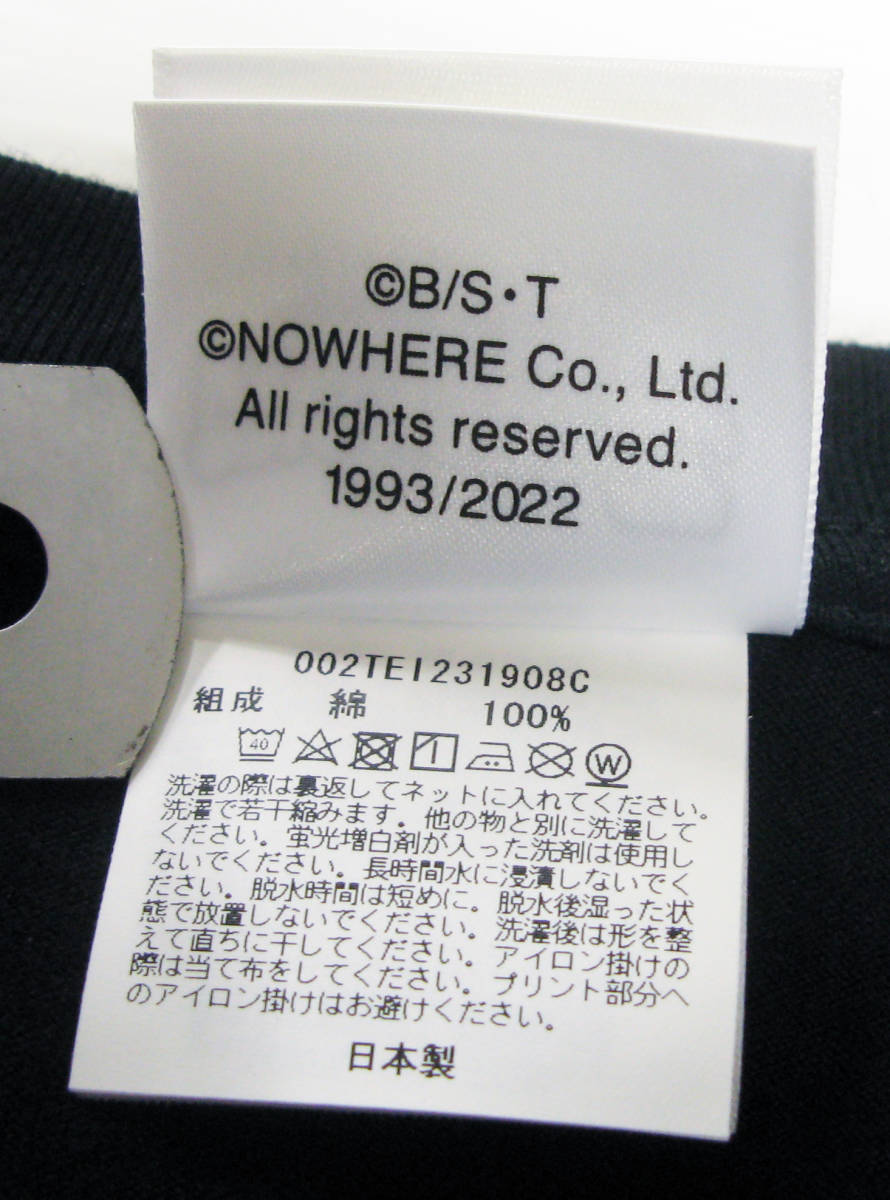 ©B/S・T
©NOWHERE Co., Ltd.
All rights reserved.
1993/2022
002TEI231908C
組成 綿 100%
40 W
洗濯の際は裏返してネットに入れてください。
洗濯で若干縮みます。他の物と別に洗濯して
ください。蛍光増白剤が入った洗剤は使用し
ないでください。長時間水に浸漬しないでく
ださい。脱水時間は短めに。脱水後湿った状
態で放置しないでください。洗濯後は形を整
えて直ちに干してください。アイロン掛けの
際は当て布をしてください。プリント部分へ
のアイロン掛けはお避けください。
日本製